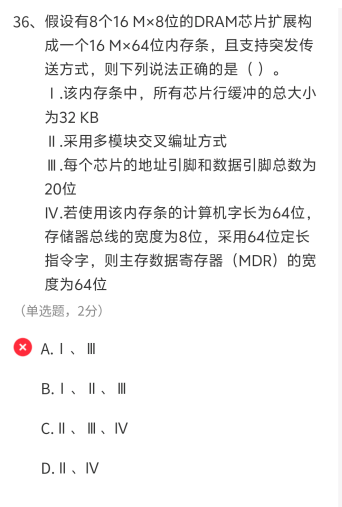 36、假设有8个16 M×8位的DRAM芯片扩展构
成一个16 M×64位内存条，且支持突发传
送方式，则下列说法正确的是（ ）。
Ⅰ.该内存条中，所有芯片行缓冲的总大小
为32 KB
Ⅱ.采用多模块交叉编址方式
Ⅲ.每个芯片的地址引脚和数据引脚总数为
20位
Ⅳ.若使用该内存条的计算机字长为64位，
存储器总线的宽度为8位，采用64位定长
指令字，则主存数据寄存器（MDR）的宽
度为64位
（单选题，2分）
A.Ⅰ、Ⅲ
B.Ⅰ、Ⅱ、Ⅲ
C.Ⅱ、Ⅲ、Ⅳ
D.Ⅱ、Ⅳ